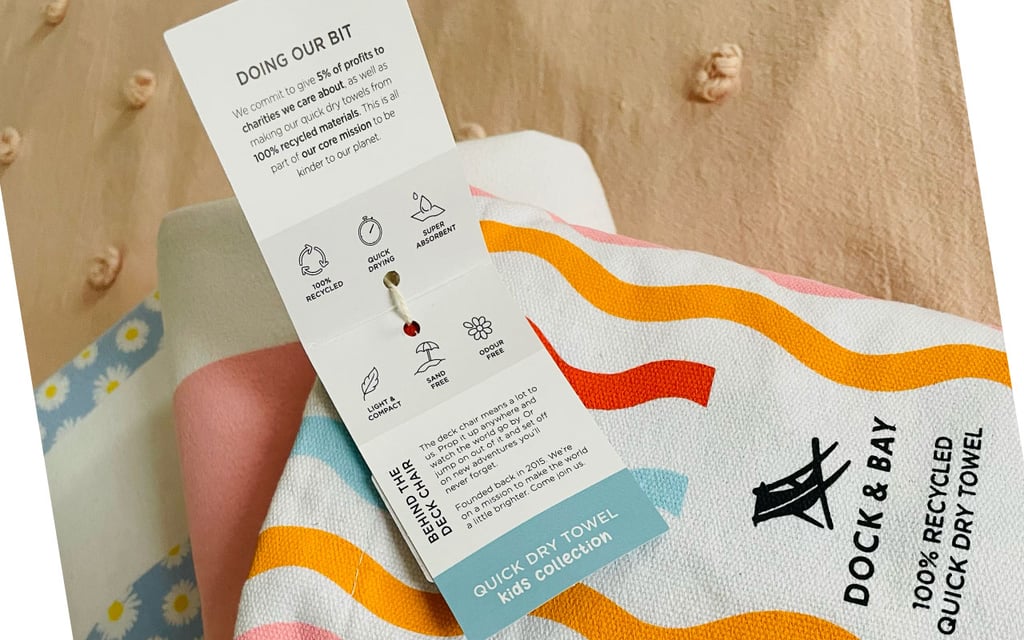 DOING OUR BIT
We commit to give 5% of profits to
charities we care about, as well as
making our quick dry towels from
100% recycled materials. This is all
part of our core mission to be
kinder to our planet.
100%
RECYCLED
QUICK
DRYING
SUPER
ABSORBENT
LIGHT &
COMPACT
SAND
FREE
ODOUR
FREE
BEHIND THE
DECK CHAIR
The deck chair means a lot to
us. Prop it up anywhere and
watch the world go by. Or
jump on out of it and set off
on new adventures you'll
never forget.
Founded back in 2015. We're
on a mission to make the world
a little brighter. Come join us.
QUICK DRY TOWEL
kids collection
DOCK & BAY
100% RECYCLED
QUICK DRY TOWEL